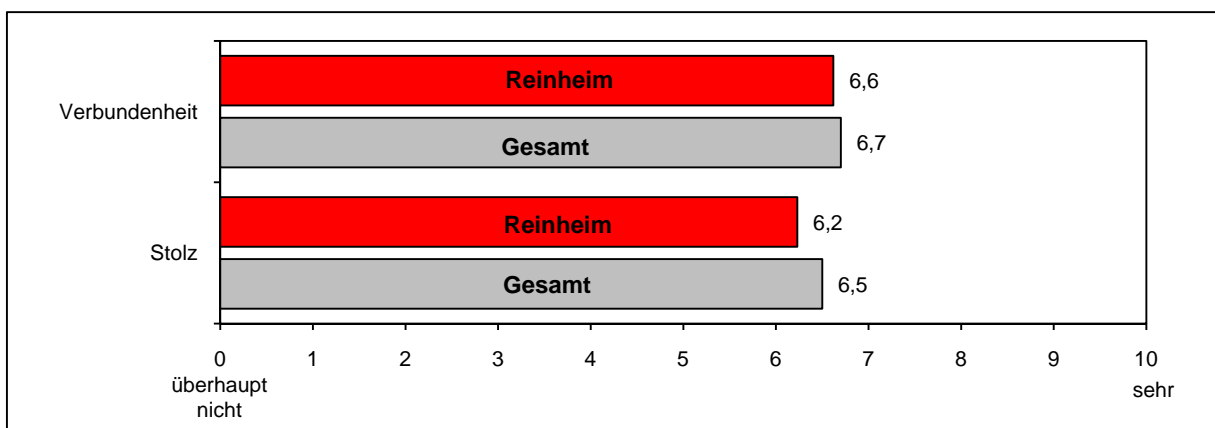 Verbundenheit
Reinheim 6,6
Gesamt 6,7
Stolz
Reinheim 6,2
Gesamt 6,5
0 1 2 3 4 5 6 7 8 9 10
überhaupt
nicht
sehr